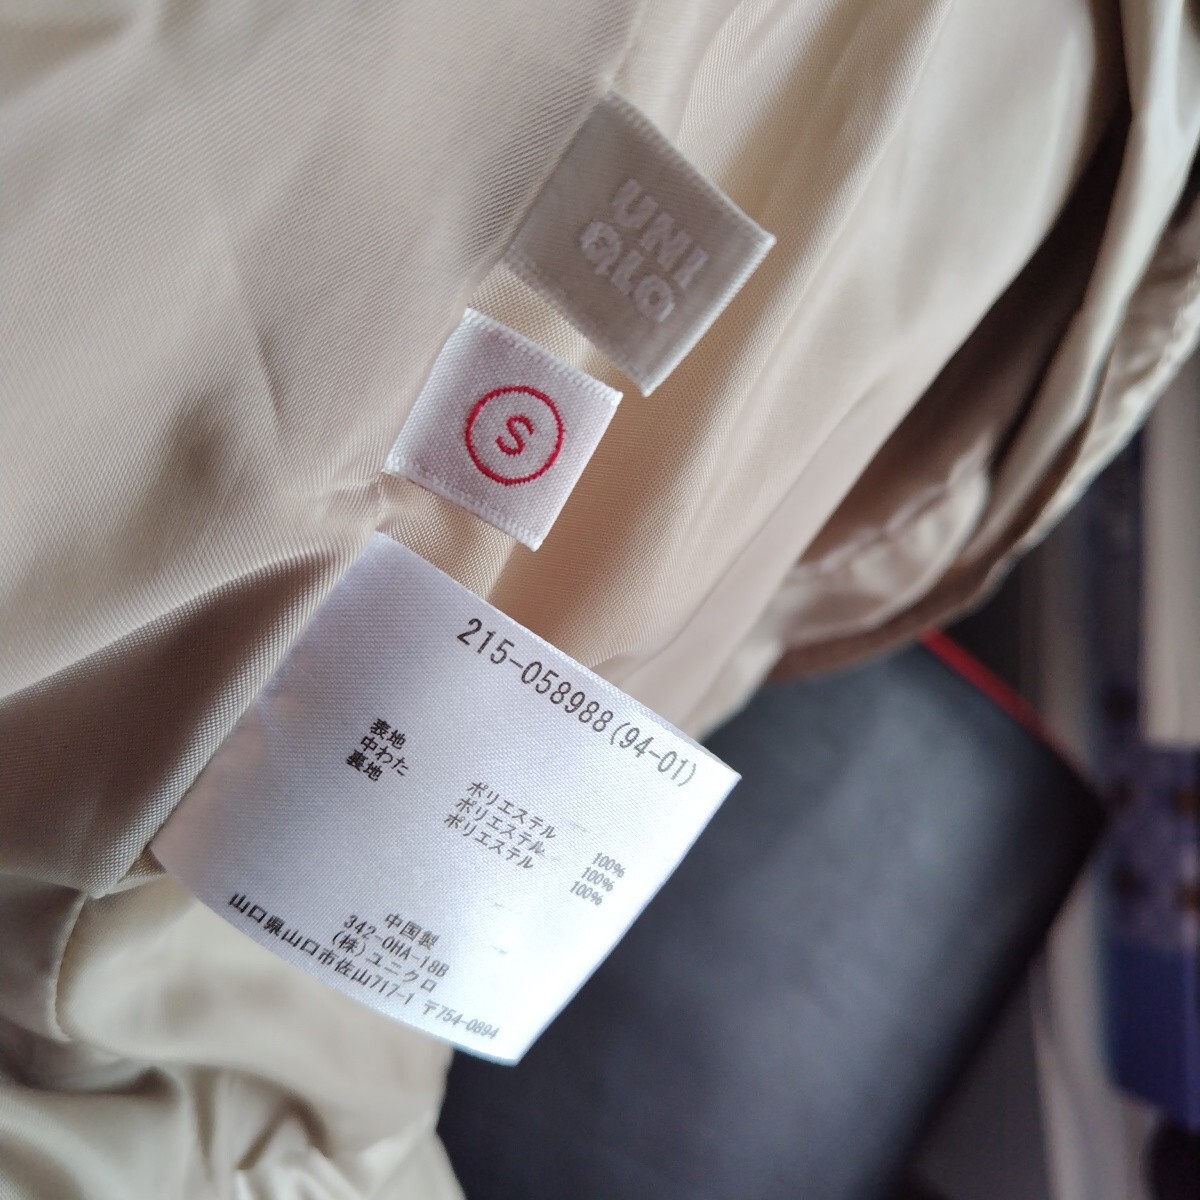 UNI
QLO
S
215-058988(94-01)
表地 ポリエステル 100%
中わた ポリエステル 100%
裏地 ポリエステル 100%
中国製
342-OHA-18B
(株)ユニクロ
山口県山口市佐山717-1 〒754-0894